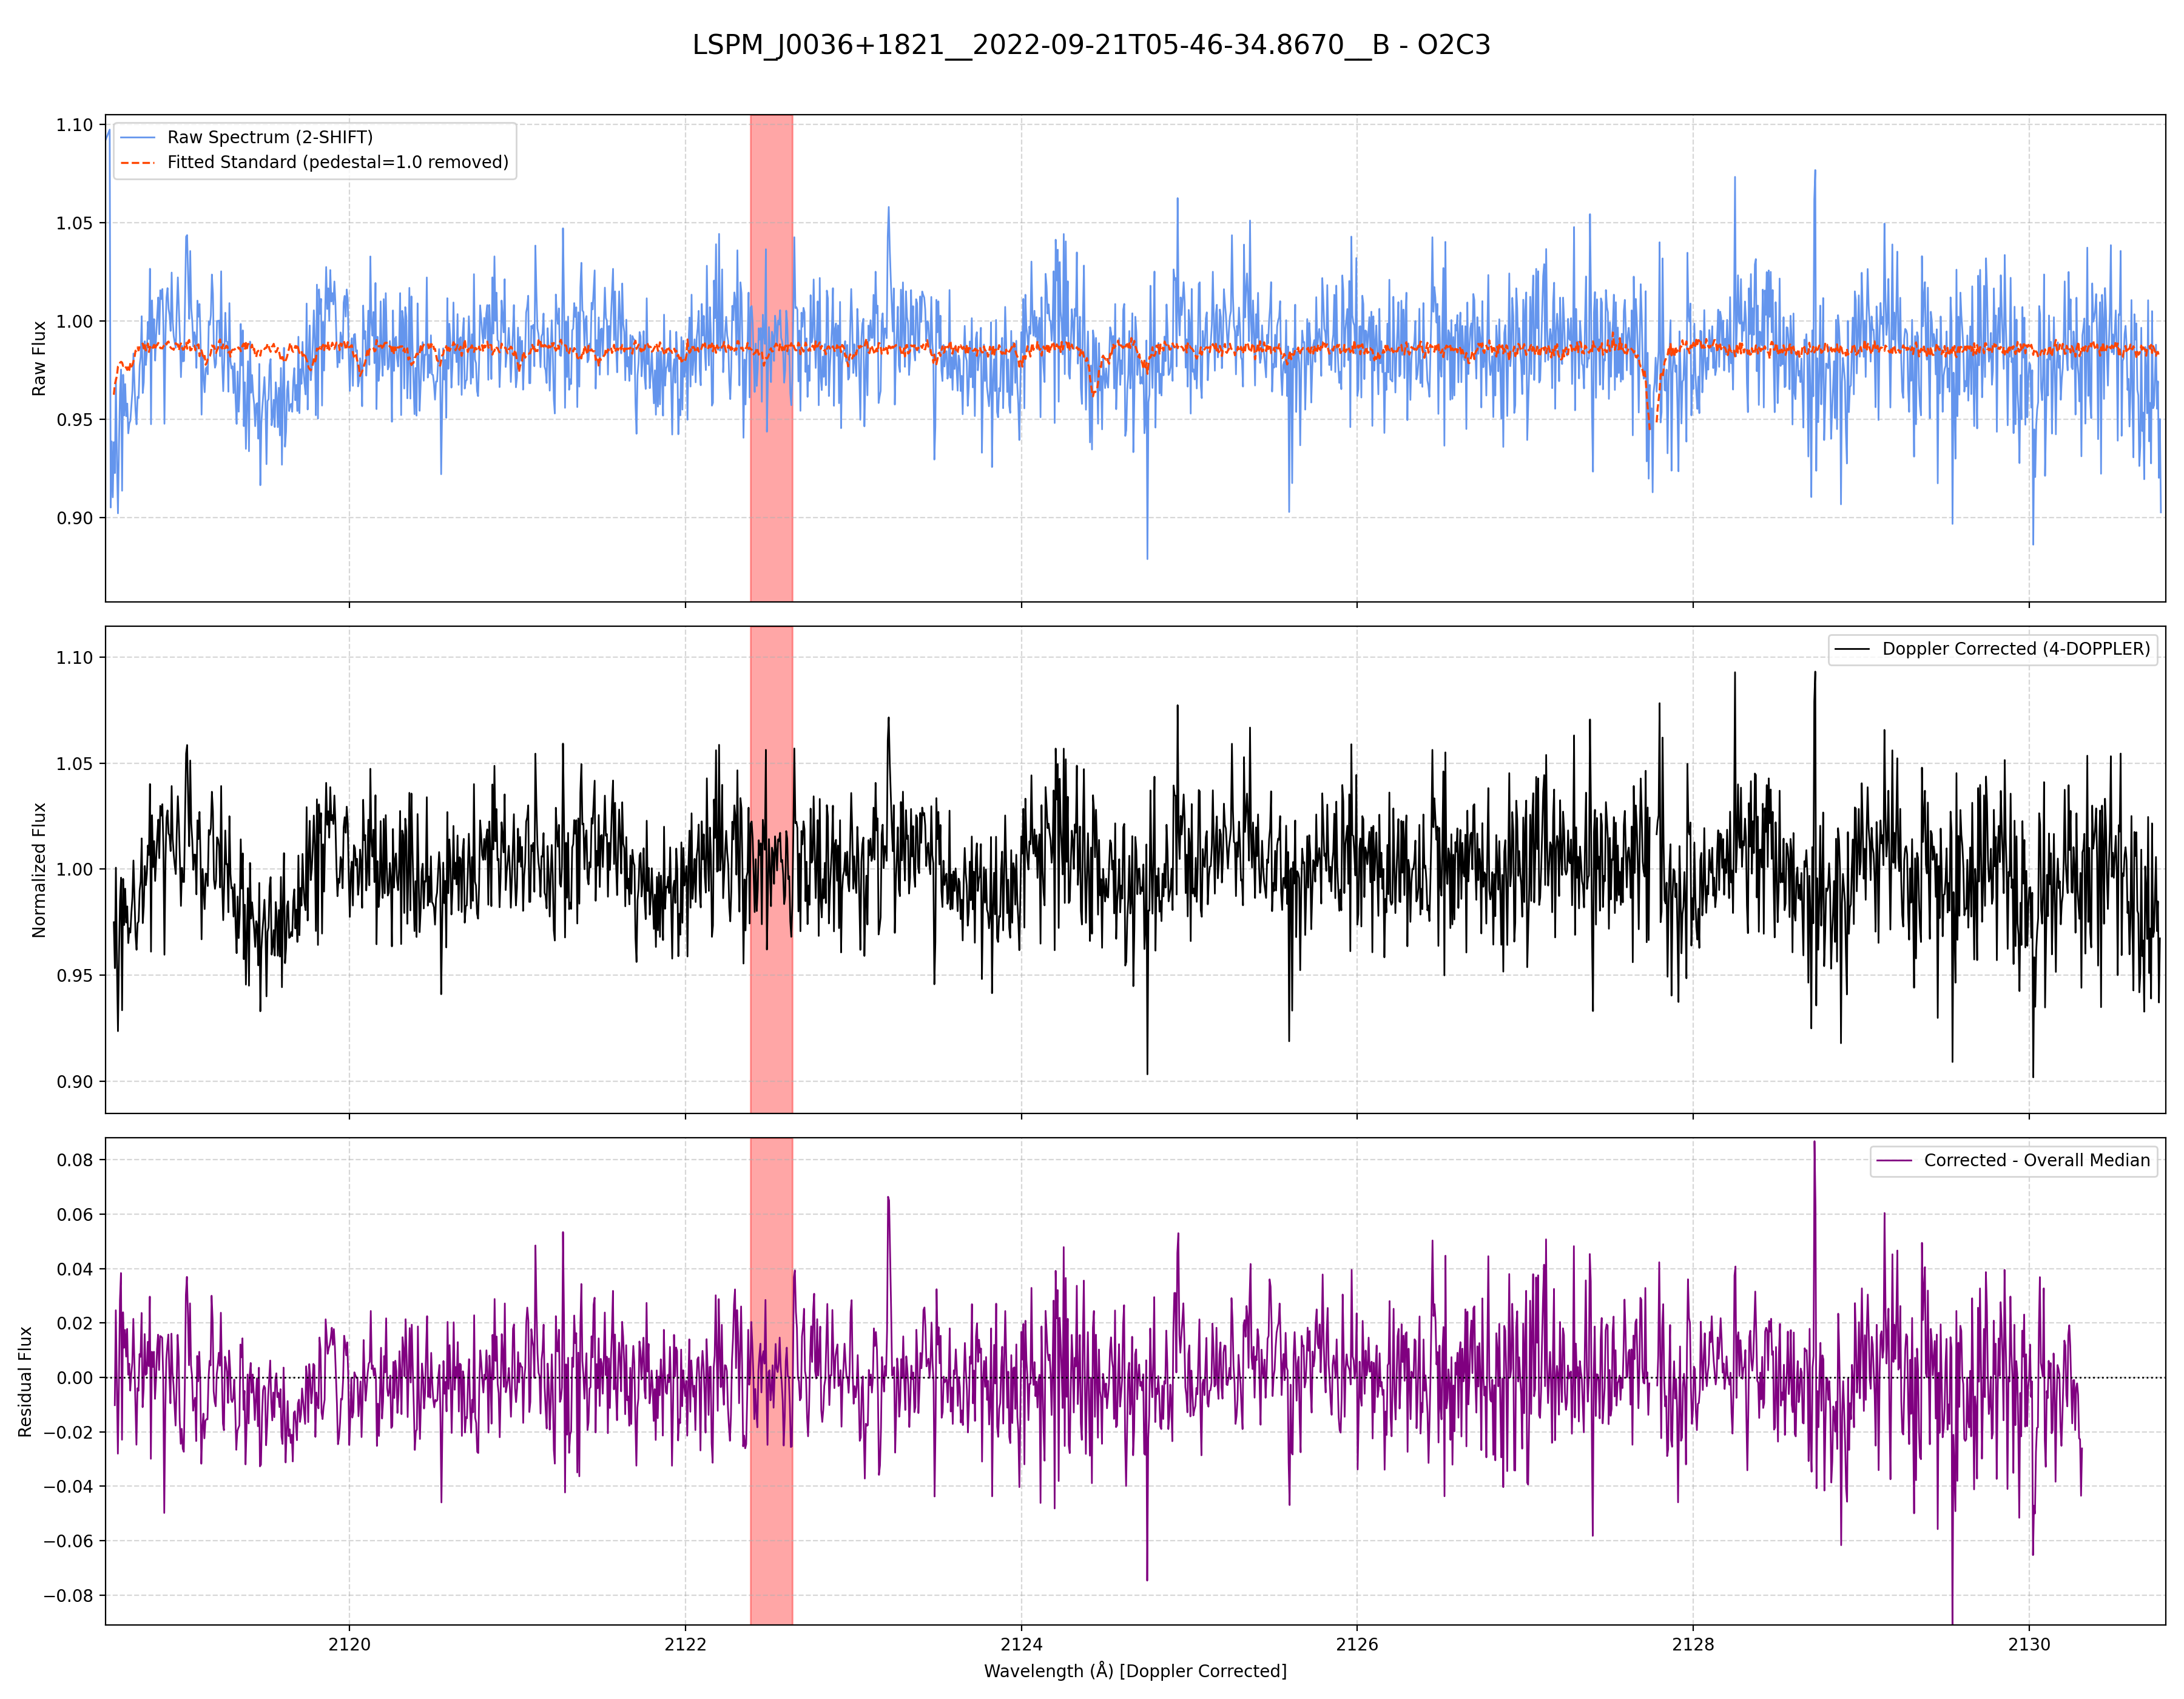 LSPM_J0036+1821__2022-09-21T05-46-34.8670__B - O2C3
Raw Spectrum (2-SHIFT)
Fitted Standard (pedestal=1.0 removed)
1.10
1.05
1.00
0.95
0.90
Raw Flux
Doppler Corrected (4-DOPPLER)
1.10
1.05
1.00
0.95
0.90
Normalized Flux
Corrected - Overall Median
0.08
0.06
0.04
0.02
0.00
−0.02
−0.04
−0.06
−0.08
Residual Flux
2120 2122 2124 2126 2128 2130
Wavelength (Å) [Doppler Corrected]